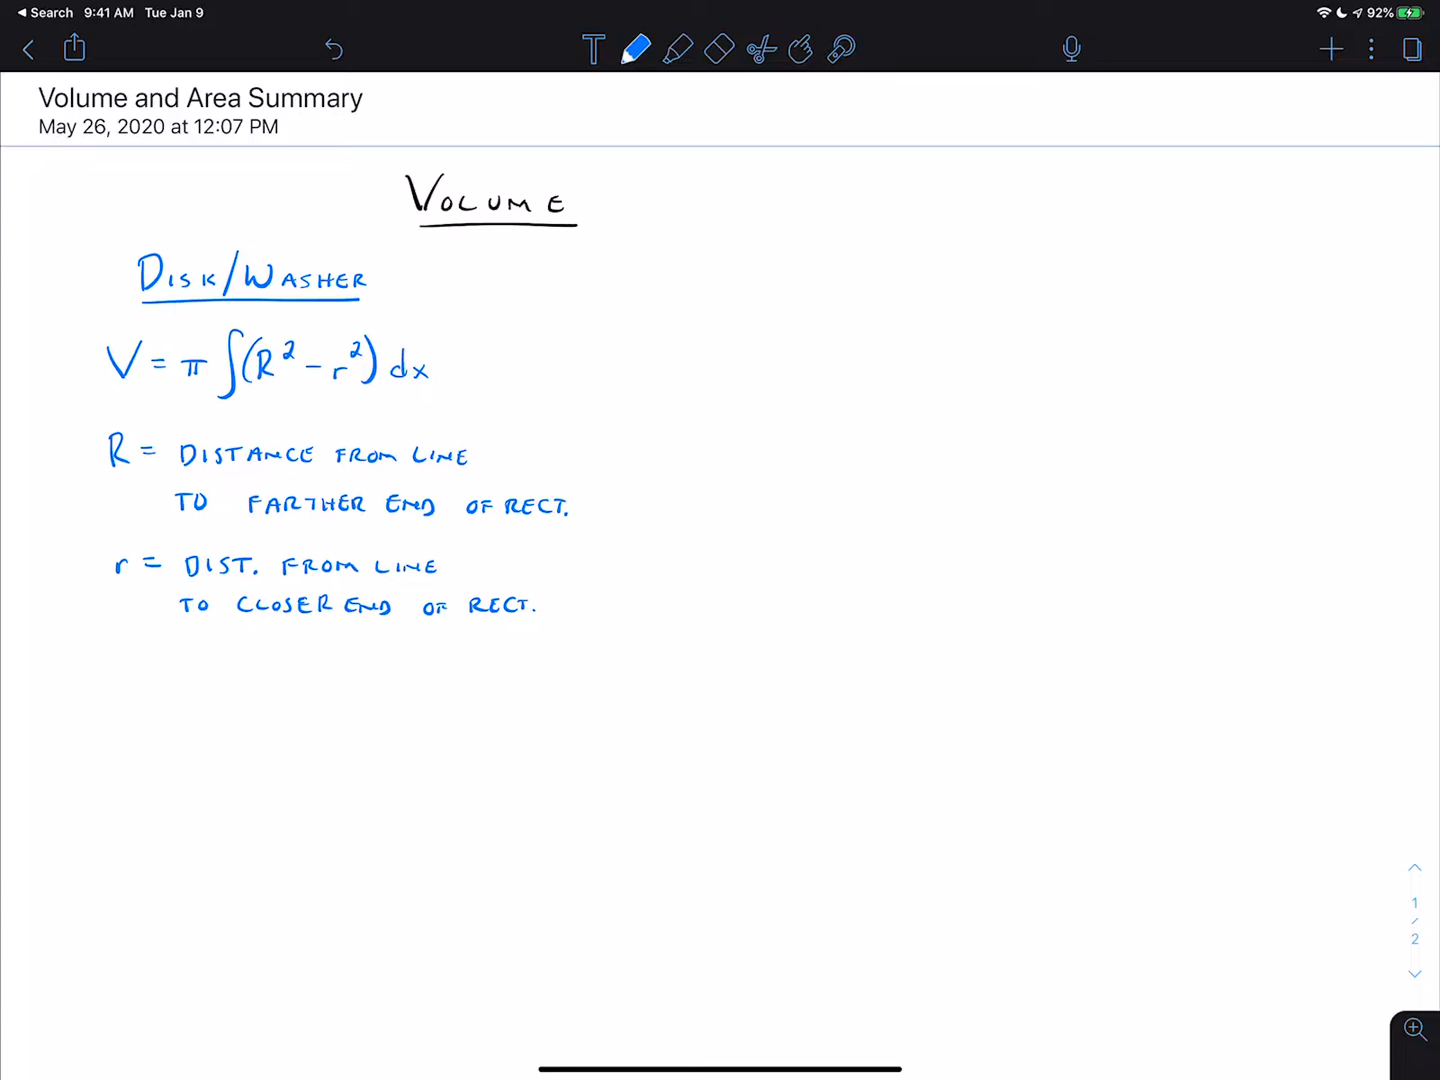 Search 9:41 AM Tue Jan 9 92%
Volume and Area Summary
May 26, 2020 at 12:07 PM
VOLUME
DISK/WASHER
V = π ∫(R² - r²) dx
R = DISTANCE FROM LINE
TO FARTHER END OF RECT.
r = DIST. FROM LINE
TO CLOSER END OF RECT.
1
/
2